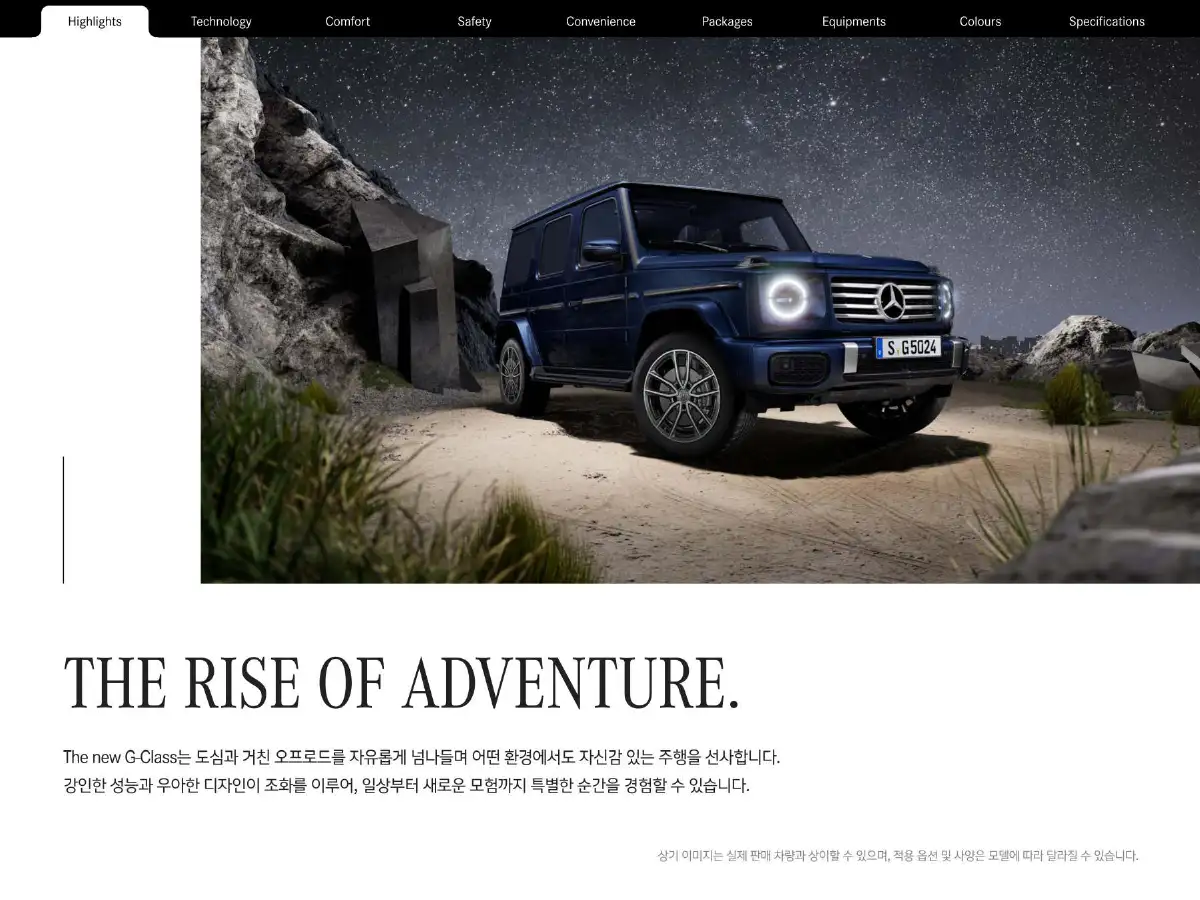 Highlights
Technology
Comfort
Safety
Convenience
Packages
Equipments
Colours
Specifications
S G5024
THE RISE OF ADVENTURE.
The new G-Class는 도심과 거친 오프로드를 자유롭게 넘나들며 어떤 환경에서도 자신감 있는 주행을 선사합니다.
강인한 성능과 우아한 디자인이 조화를 이루어, 일상부터 새로운 모험까지 특별한 순간을 경험할 수 있습니다.
상기 이미지는 실제 판매 차량과 상이할 수 있으며, 적용 옵션 및 사양은 모델에 따라 달라질 수 있습니다.